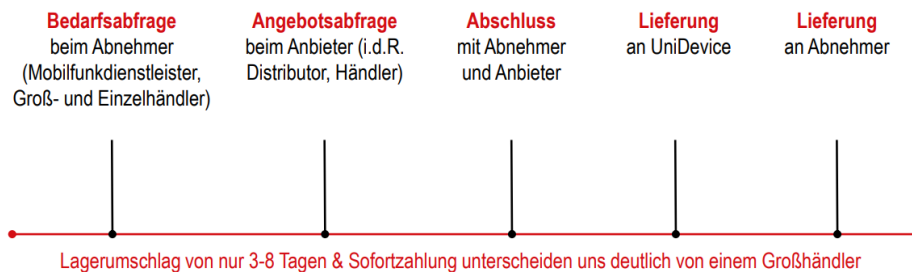 Bedarfsabfrage
beim Abnehmer
(Mobilfunkdienstleister,
Groß- und Einzelhändler)
Angebotsabfrage
beim Anbieter (i.d.R.
Distributor, Händler)
Abschluss
mit Abnehmer
und Anbieter
Lieferung
an UniDevice
Lieferung
an Abnehmer
Lagerumschlag von nur 3-8 Tagen & Sofortzahlung unterscheiden uns deutlich von einem Großhändler